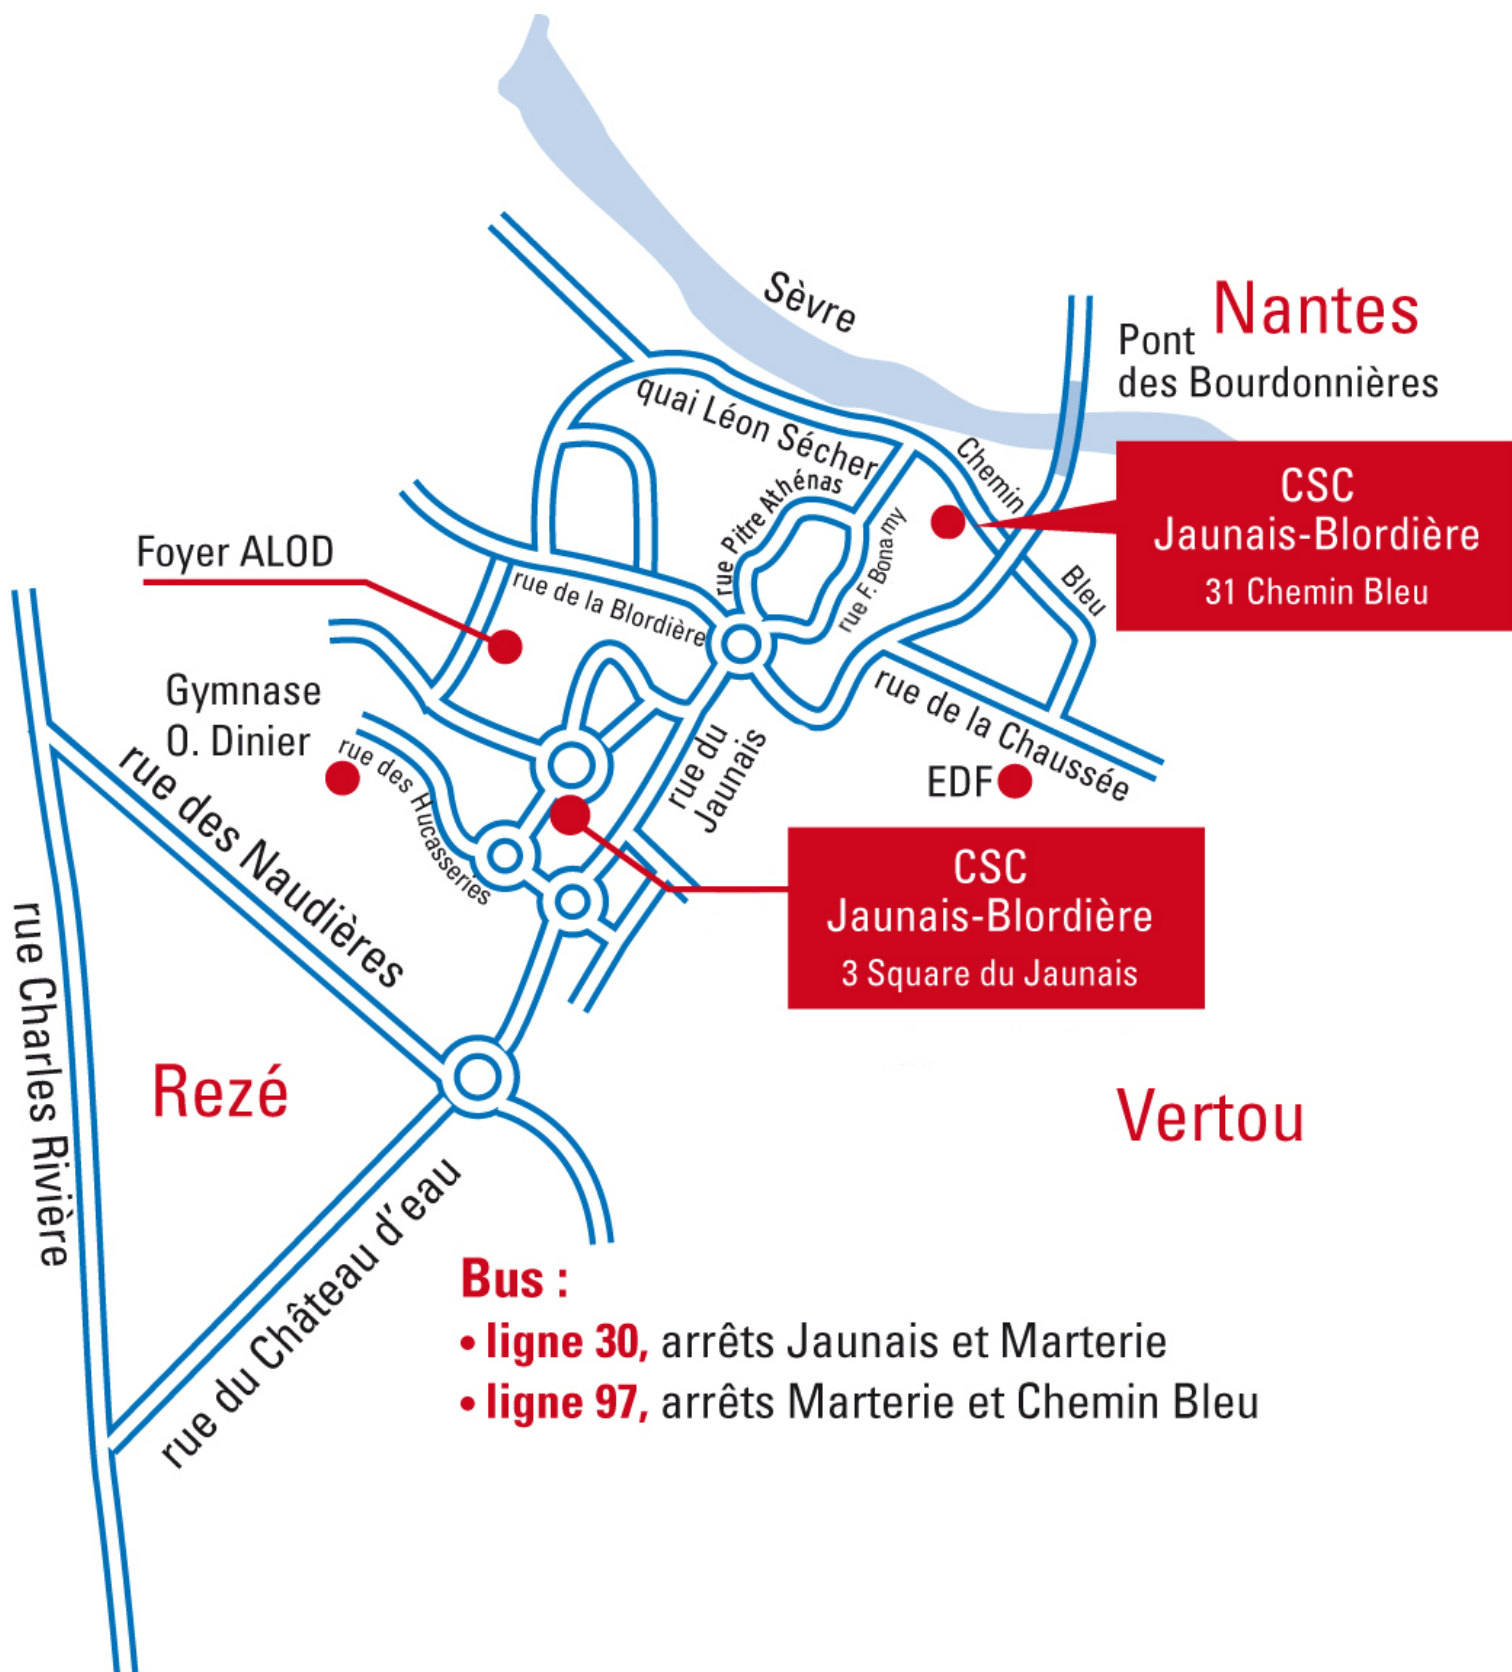 Sèvre
Nantes
Pont
des Bourdonnières
quai Léon Sécher
Chemin
Bleu
CSC
Jaunais-Blordière
31 Chemin Bleu
rue Pitre Athénas
rue F. Bonamy
Foyer ALOD
rue de la Blordière
Gymnase
O. Dinier
rue des Hucasseries
rue du
Jaunais
rue de la Chaussée
EDF
rue des Naudières
CSC
Jaunais-Blordière
3 Square du Jaunais
rue Charles Rivière
Rezé
Vertou
rue du Château d'eau
Bus :
• ligne 30, arrêts Jaunais et Marterie
• ligne 97, arrêts Marterie et Chemin Bleu